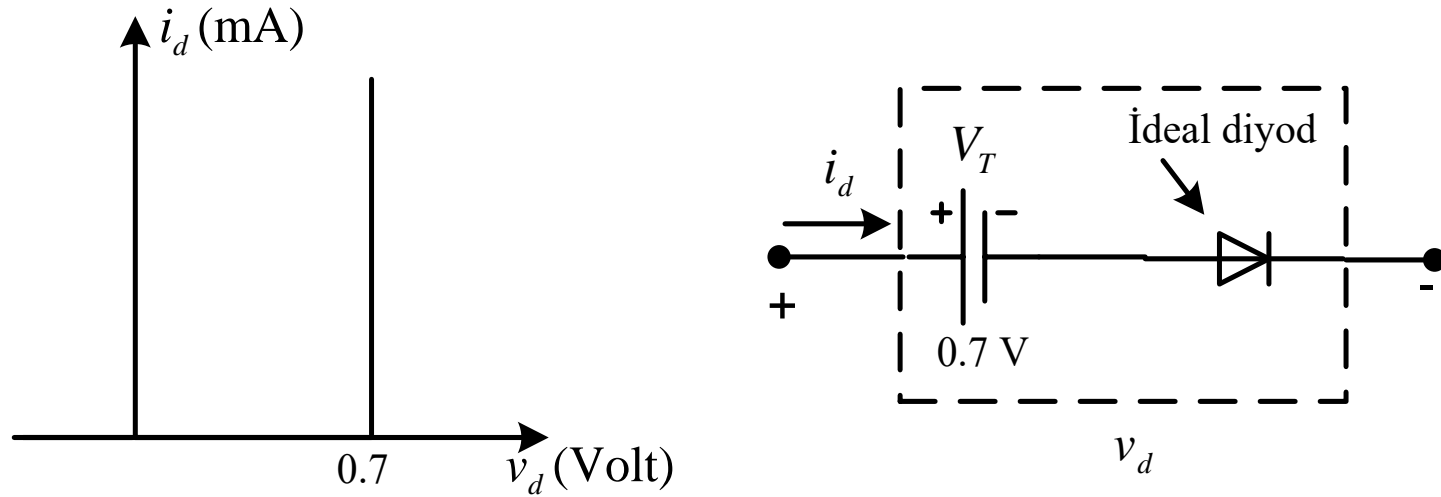 i_d (mA)
0.7
v_d (Volt)
i_d
V_T
İdeal diyod
+
-
+
-
0.7 V
v_d